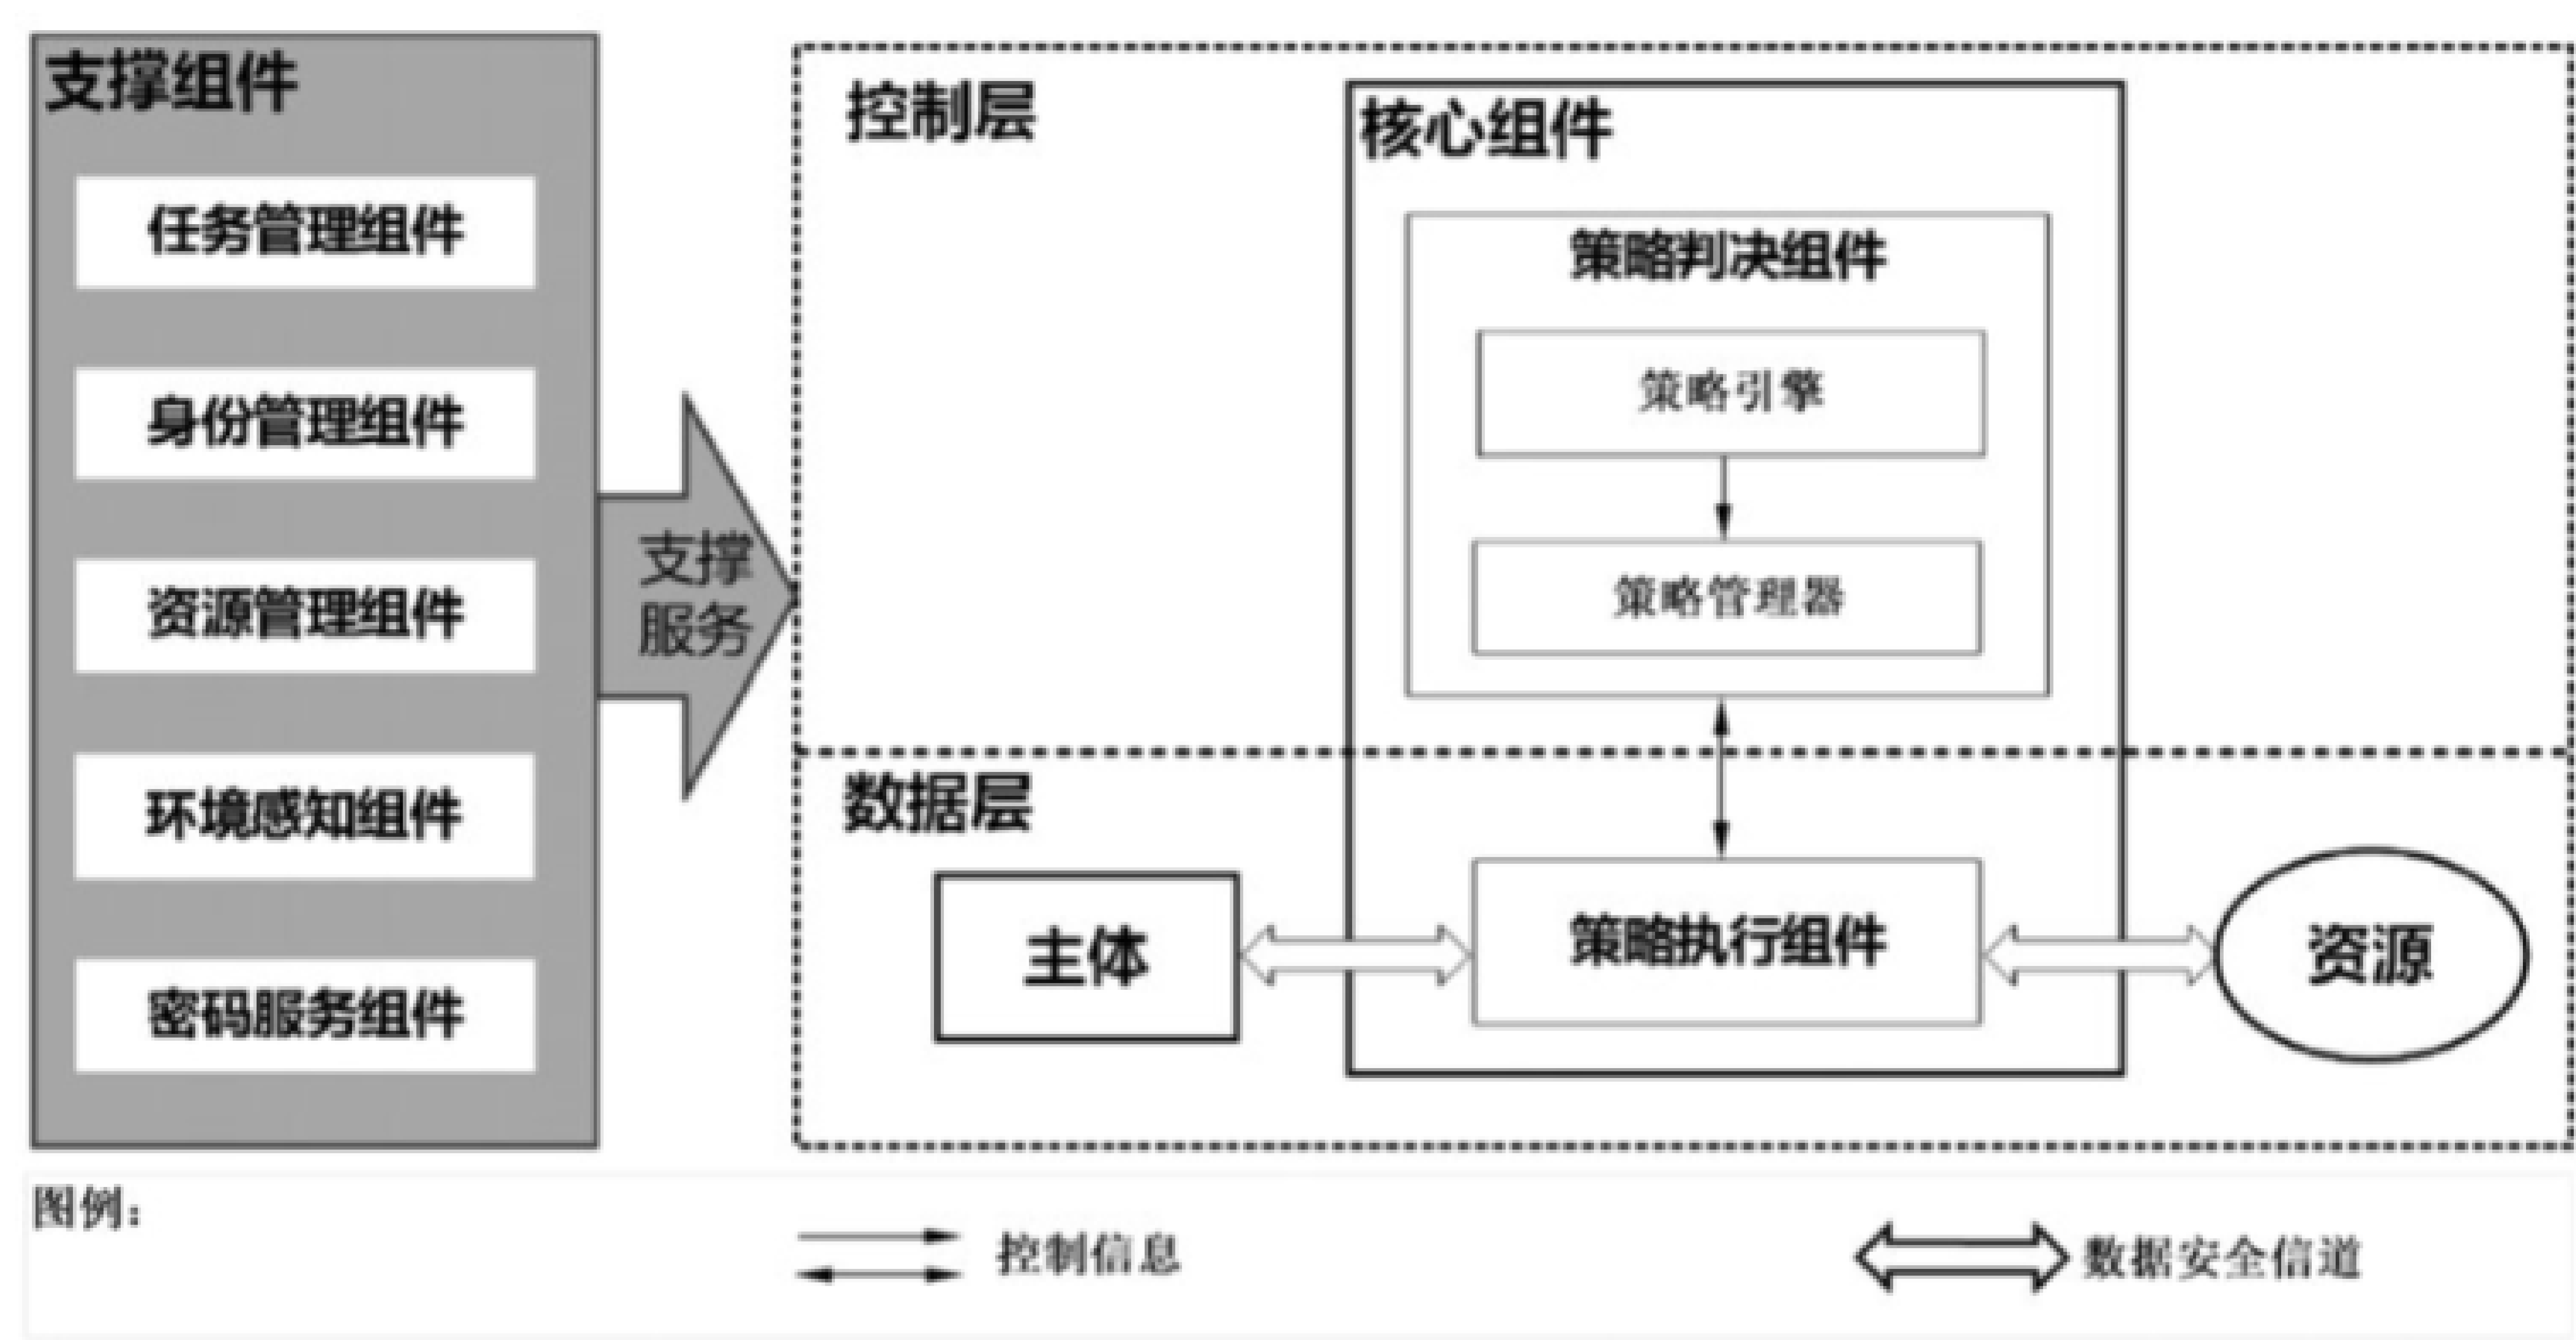 支撑组件
任务管理组件
身份管理组件
资源管理组件
环境感知组件
密码服务组件
支撑
服务
控制层
核心组件
策略判决组件
策略引擎
策略管理器
数据层
主体
策略执行组件
资源
图例：
控制信息
数据安全信道